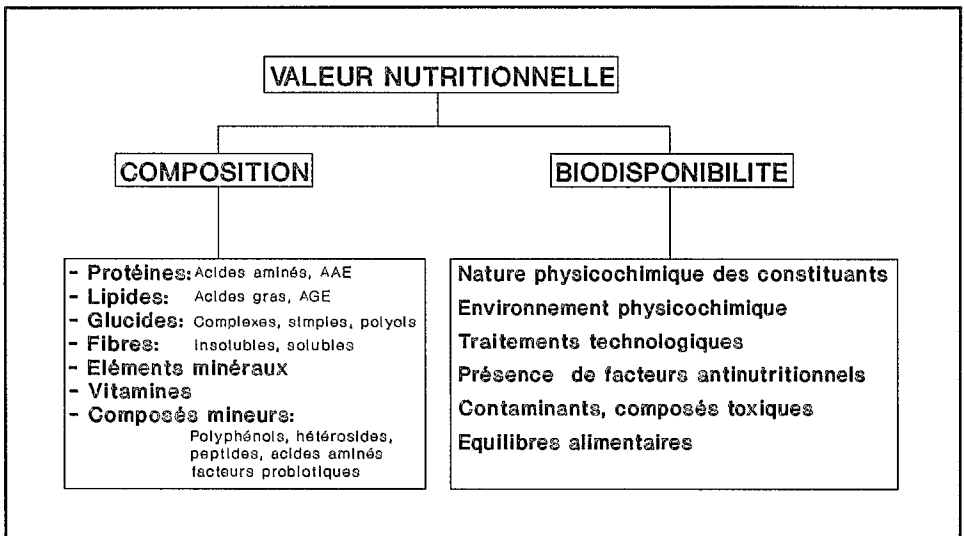 VALEUR NUTRITIONNELLE
COMPOSITION
- Protéines: Acides aminés, AAE
- Lipides: Acides gras, AGE
- Glucides: Complexes, simples, polyols
- Fibres: Insolubles, solubles
- Eléments minéraux
- Vitamines
- Composés mineurs:
Polyphénols, hétérosides,
peptides, acides aminés
facteurs probiotiques
BIODISPONIBILITE
Nature physicochimique des constituants
Environnement physicochimique
Traitements technologiques
Présence de facteurs antinutritionnels
Contaminants, composés toxiques
Equilibres alimentaires